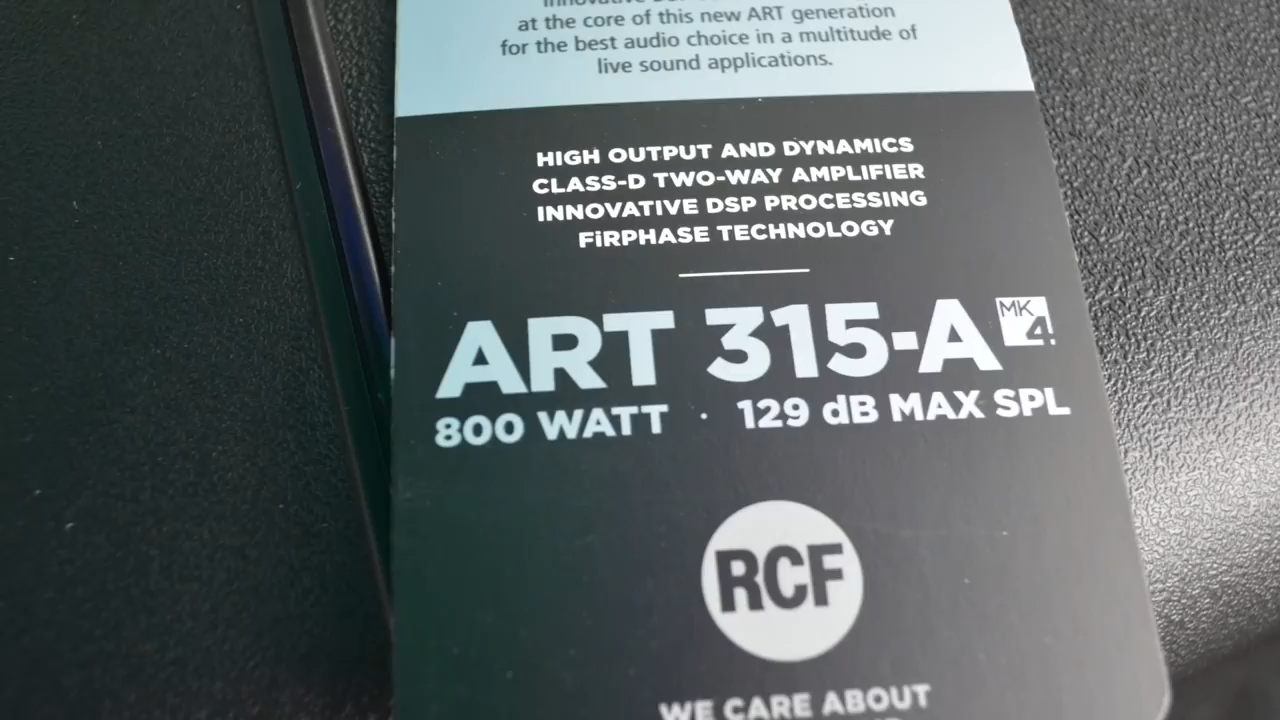 at the core of this new ART generation
for the best audio choice in a multitude of
live sound applications.
HIGH OUTPUT AND DYNAMICS
CLASS-D TWO-WAY AMPLIFIER
INNOVATIVE DSP PROCESSING
FiRPHASE TECHNOLOGY
ART 315-A MK 4
800 WATT · 129 dB MAX SPL
RCF
WE CARE ABOUT